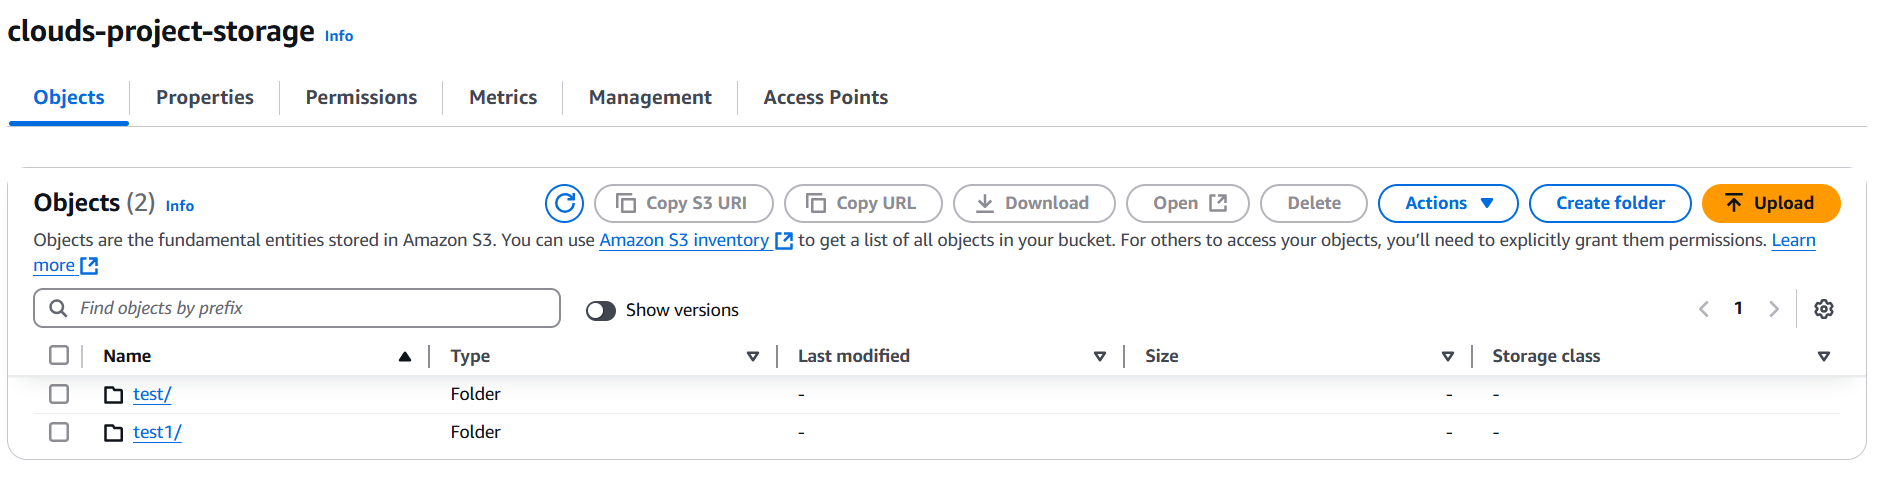 clouds-project-storage Info
Objects Properties Permissions Metrics Management Access Points
Objects (2) Info Copy S3 URI Copy URL Download Open Delete Actions Create folder Upload
Objects are the fundamental entities stored in Amazon S3. You can use Amazon S3 inventory to get a list of all objects in your bucket. For others to access your objects, you’ll need to explicitly grant them permissions. Learn
more
Find objects by prefix Show versions 1
Name Type Last modified Size Storage class
test/ Folder - - -
test1/ Folder - - -